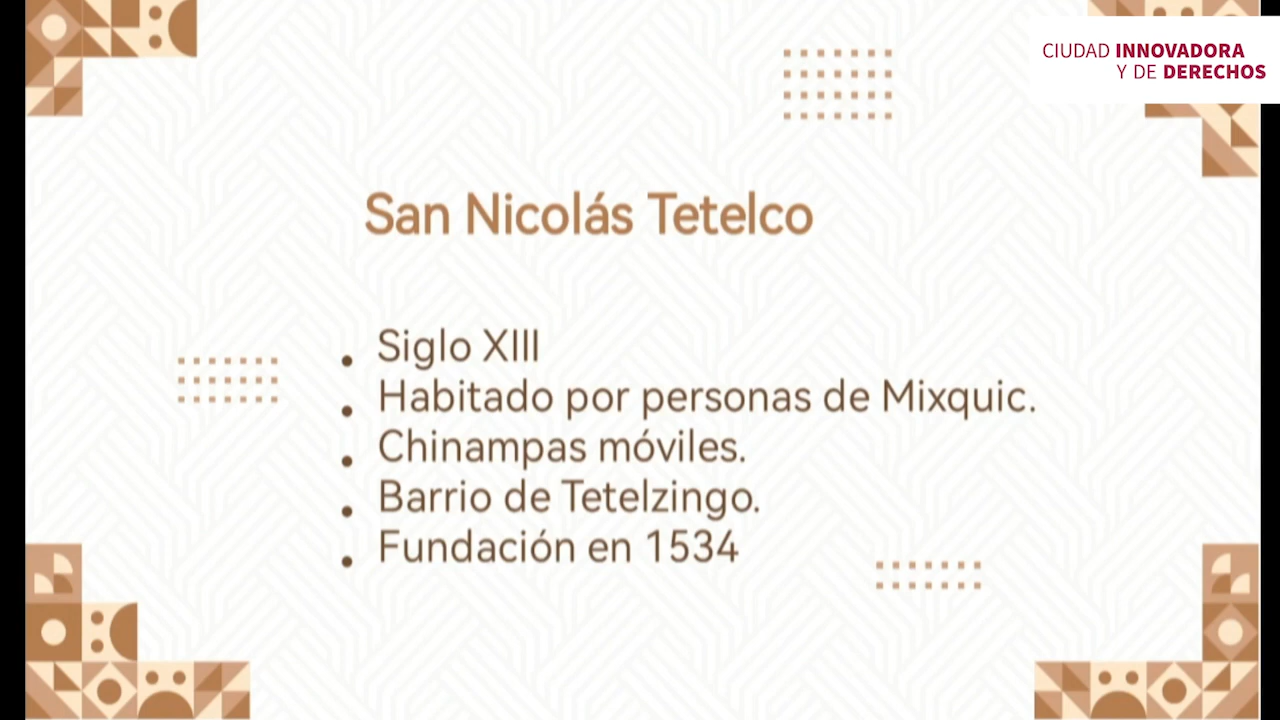 CIUDAD INNOVADORA
Y DE DERECHOS
San Nicolás Tetelco
• Siglo XIII
• Habitado por personas de Mixquic.
• Chinampas móviles.
• Barrio de Tetelzingo.
• Fundación en 1534